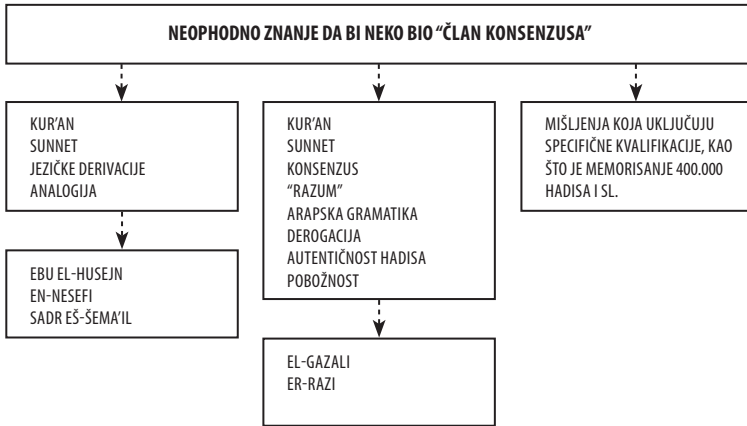 NEOPHODNO ZNANJE DA BI NEKO BIO “ČLAN KONSENZUSA”
KUR’AN
SUNNET
JEZIČKE DERIVACIJE
ANALOGIJA
EBU EL-HUSEJN
EN-NESEFI
SADR EŠ-ŠEMA’IL
KUR’AN
SUNNET
KONSENZUS
“RAZUM”
ARAPSKA GRAMATIKA
DEROGACIJA
AUTENTIČNOST HADISA
POBOŽNOST
EL-GAZALI
ER-RAZI
MIŠLJENJA KOJA UKLJUČUJU
SPECIFIČNE KVALIFIKACIJE, KAO
ŠTO JE MEMORISANJE 400.000
HADISA I SL.